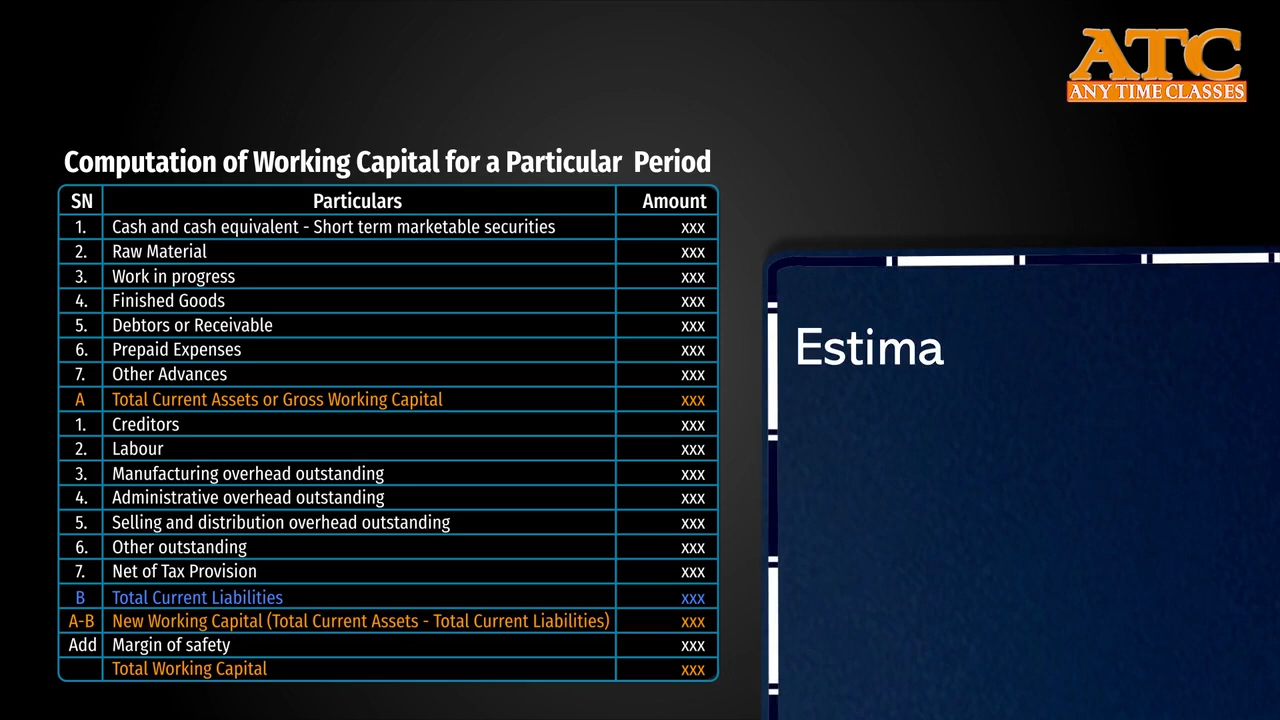 ATC
ANY TIME CLASSES
Computation of Working Capital for a Particular Period
SN Particulars Amount
1. Cash and cash equivalent - Short term marketable securities xxx
2. Raw Material xxx
3. Work in progress xxx
4. Finished Goods xxx
5. Debtors or Receivable xxx
6. Prepaid Expenses xxx
7. Other Advances xxx
A Total Current Assets or Gross Working Capital xxx
1. Creditors xxx
2. Labour xxx
3. Manufacturing overhead outstanding xxx
4. Administrative overhead outstanding xxx
5. Selling and distribution overhead outstanding xxx
6. Other outstanding xxx
7. Net of Tax Provision xxx
B Total Current Liabilities xxx
A-B New Working Capital (Total Current Assets - Total Current Liabilities) xxx
Add Margin of safety xxx
Total Working Capital xxx
Estima